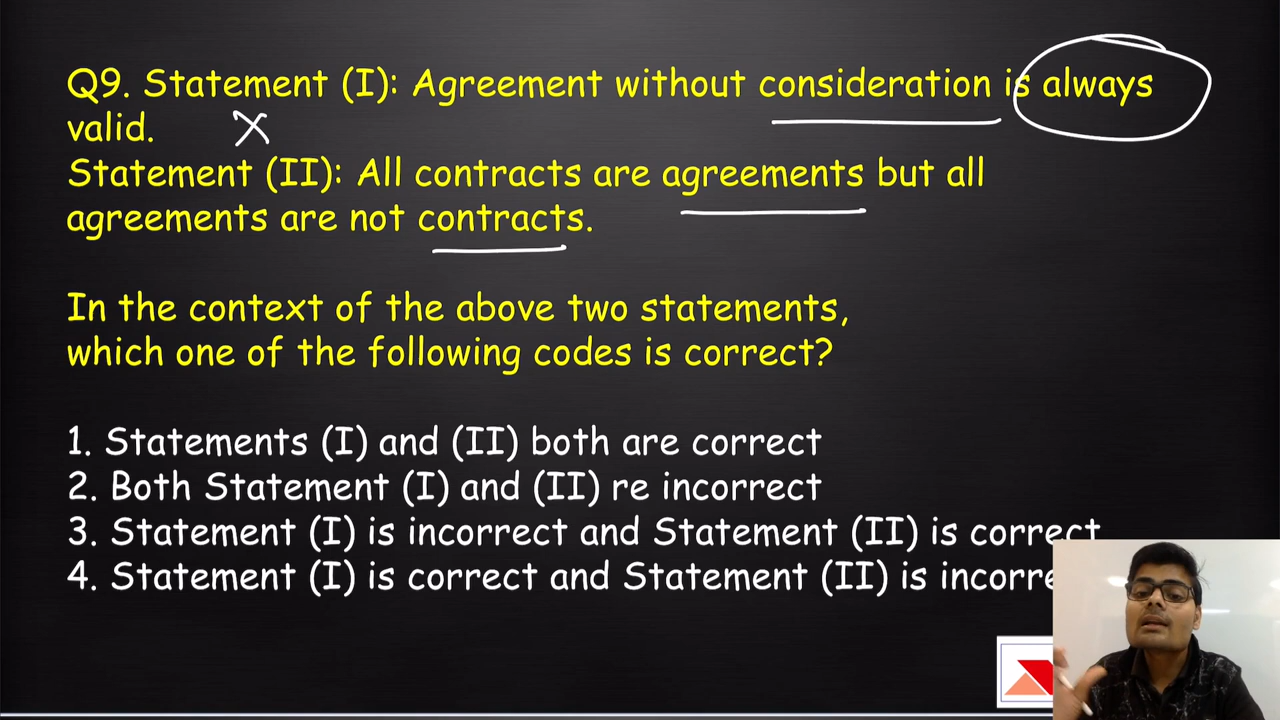 Q9. Statement (I): Agreement without consideration is always
valid. X
Statement (II): All contracts are agreements but all
agreements are not contracts.
In the context of the above two statements,
which one of the following codes is correct?
1. Statements (I) and (II) both are correct
2. Both Statement (I) and (II) re incorrect
3. Statement (I) is incorrect and Statement (II) is correct
4. Statement (I) is correct and Statement (II) is